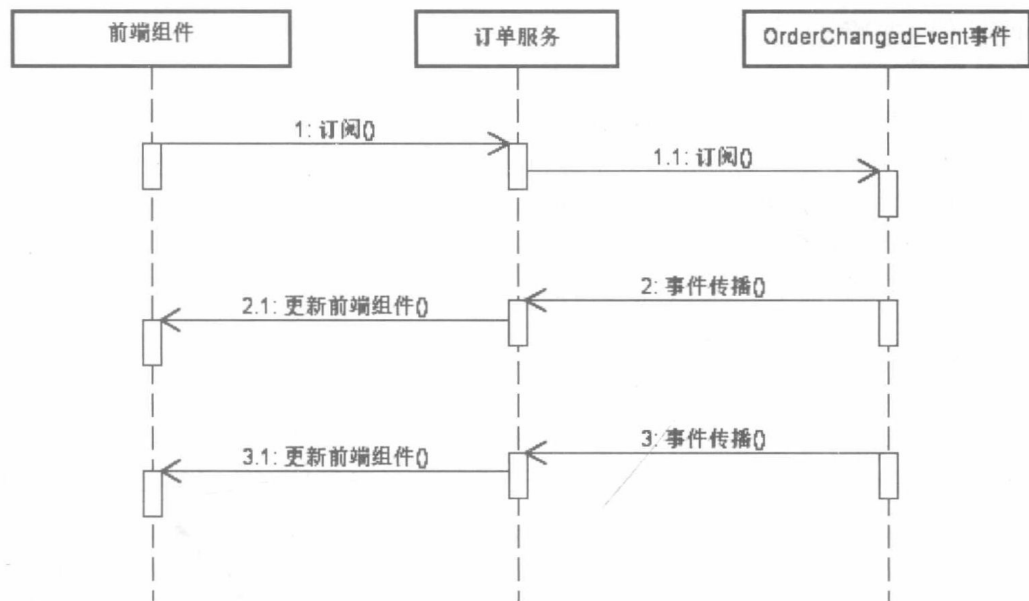 前端组件
订单服务
OrderChangedEvent事件
1: 订阅()
1.1: 订阅()
2: 事件传播()
2.1: 更新前端组件()
3: 事件传播()
3.1: 更新前端组件()